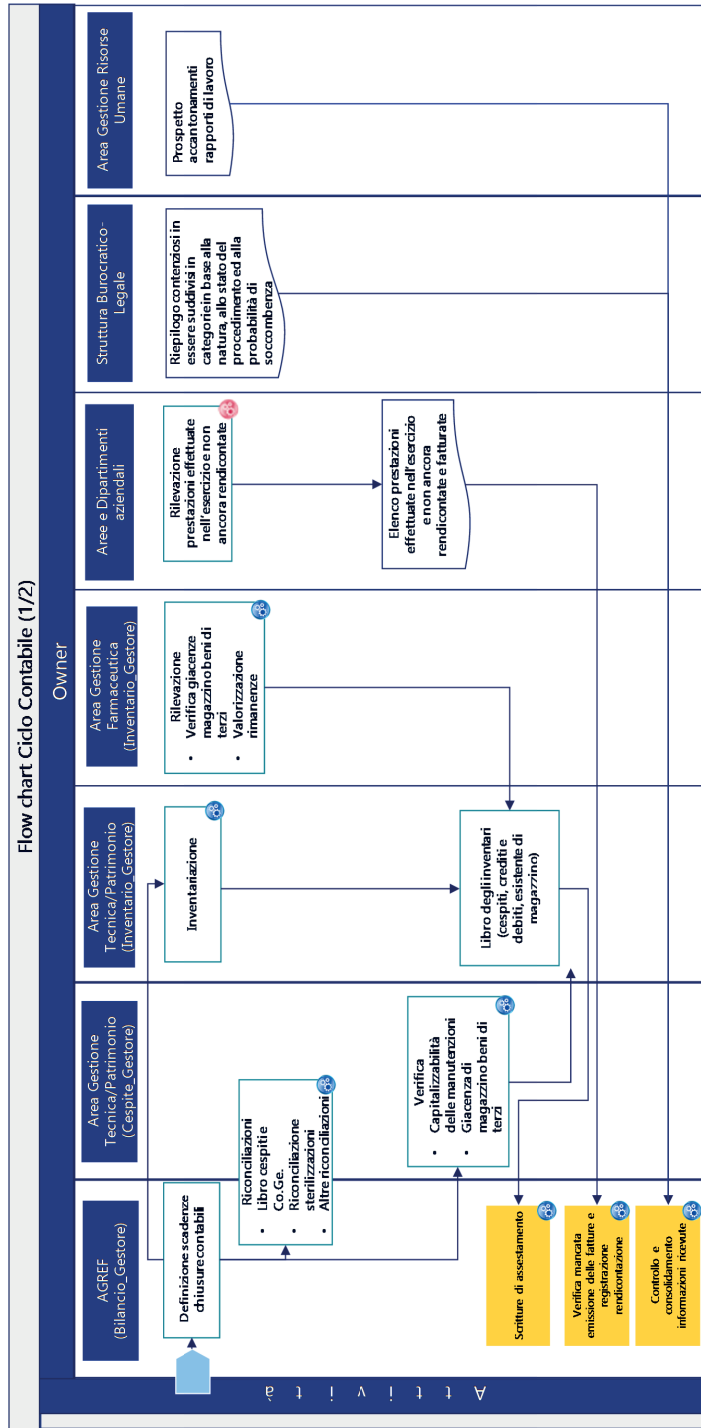 Flow chart Ciclo Contabile (1/2)
Owner
AGREF
(Bilancio_Gestore)
Area Gestione
Tecnica/Patrimonio
(Cespite_Gestore)
Area Gestione
Tecnica/Patrimonio
(Inventario_Gestore)
Area Gestione
Farmaceutica
(Inventario_Gestore)
Aree e Dipartimenti
aziendali
Struttura Burocratico-
Legale
Area Gestione Risorse
Umane
Attività
Definizione scadenze
chiusure contabili
Inventariazione
Rilevazione
• Verifica giacenze
magazzino beni di
terzi
• Valorizzazione
rimanenze
Rilevazione
prestazioni effettuate
nell'esercizio e non
ancora rendicontate
Riepilogo contenziosi in
essere suddivisi in
categorie in base alla
natura, allo stato del
procedimento ed alla
probabilità di
soccombenza
Prospetto
accantonamenti
rapporti di lavoro
Riconciliazioni
• Libro cespiti e
Co.Ge.
• Riconciliazione
sterilizzazioni
• Altre riconciliazioni
Elenco prestazioni
effettuate nell'esercizio
e non ancora
rendicontate e fatturate
Verifica
• Capitalizzabilità
delle manutenzioni
• Giacenza di
magazzino beni di
terzi
Libro degli inventari
(cespiti, crediti e
debiti, esistente di
magazzino)
Scritture di assestamento
Verifica mancata
emissione delle fatture e
registrazione
rendicontazione
Controllo e
consolidamento
informazioni ricevute